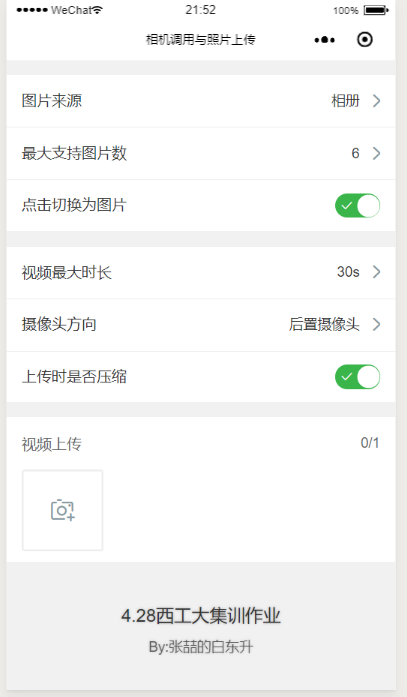 WeChat 21:52 100%
相机调用与照片上传
图片来源 相册
最大支持图片数 6
点击切换为图片
视频最大时长 30s
摄像头方向 后置摄像头
上传时是否压缩
视频上传 0/1
4.28西工大集训作业
By:张喆的白东升